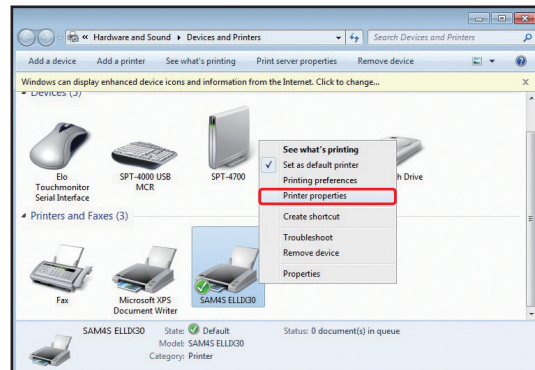 « Hardware and Sound ▸ Devices and Printers
Search Devices and Printers
Add a device Add a printer See what's printing Print server properties Remove device
Windows can display enhanced device icons and information from the Internet. Click to change...
Devices (5)
Elo Touchmonitor Serial Interface
SPT-4000 USB MCR
SPT-4700
h Drive
See what's printing
Set as default printer
Printing preferences
Printer properties
Create shortcut
Troubleshoot
Remove device
Properties
Printers and Faxes (3)
Fax
Microsoft XPS Document Writer
SAM4S ELLIX30
SAM4S ELLIX30 State: Default Status: 0 document(s) in queue
Model: SAM4S ELLIX30
Category: Printer